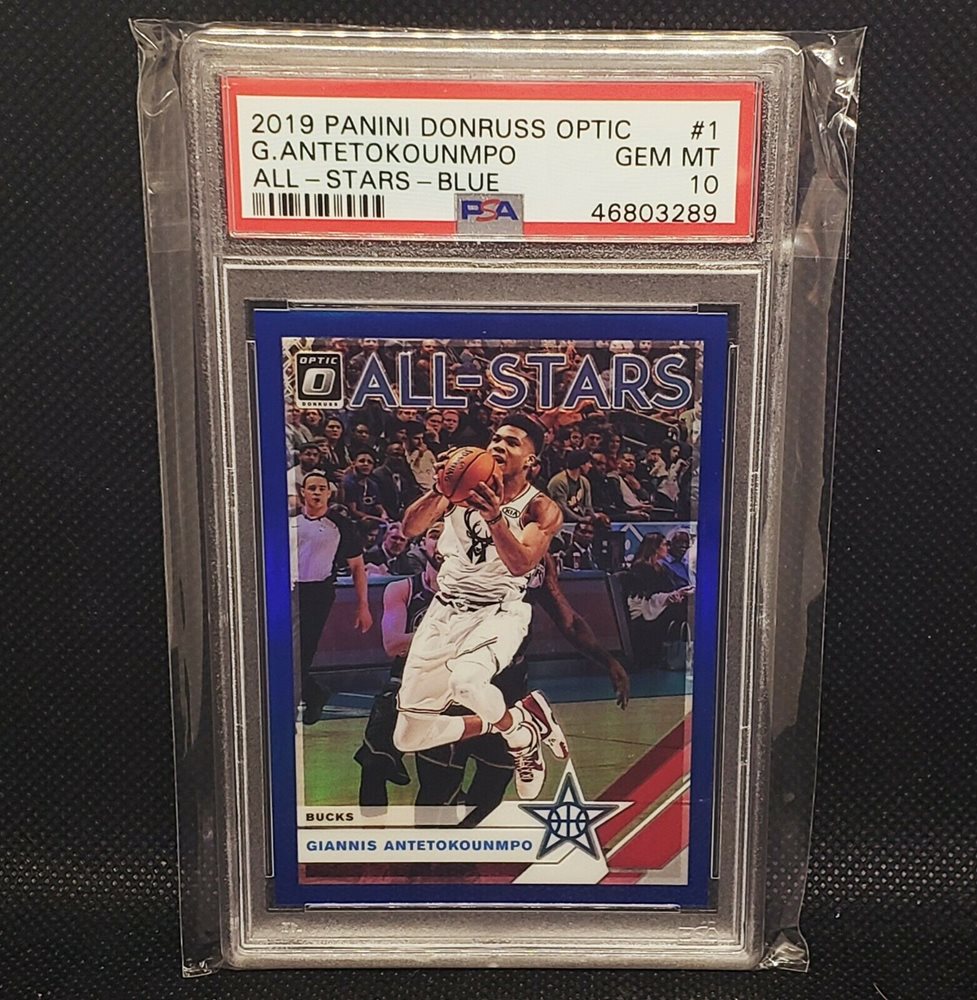 2019 PANINI DONRUSS OPTIC #1
G.ANTETOKOUNMPO GEM MT
ALL-STARS-BLUE 10
PSA 46803289
OPTIC
DONRUSS
ALL-STARS
KIA
BUCKS
GIANNIS ANTETOKOUNMPO